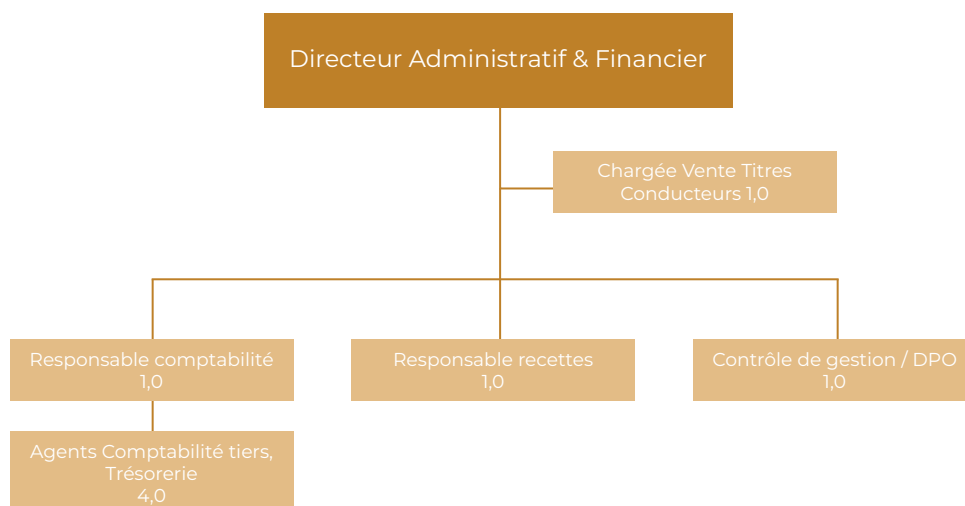 Directeur Administratif & Financier
Chargée Vente Titres
Conducteurs 1,0
Responsable comptabilité
1,0
Responsable recettes
1,0
Contrôle de gestion / DPO
1,0
Agents Comptabilité tiers,
Trésorerie
4,0